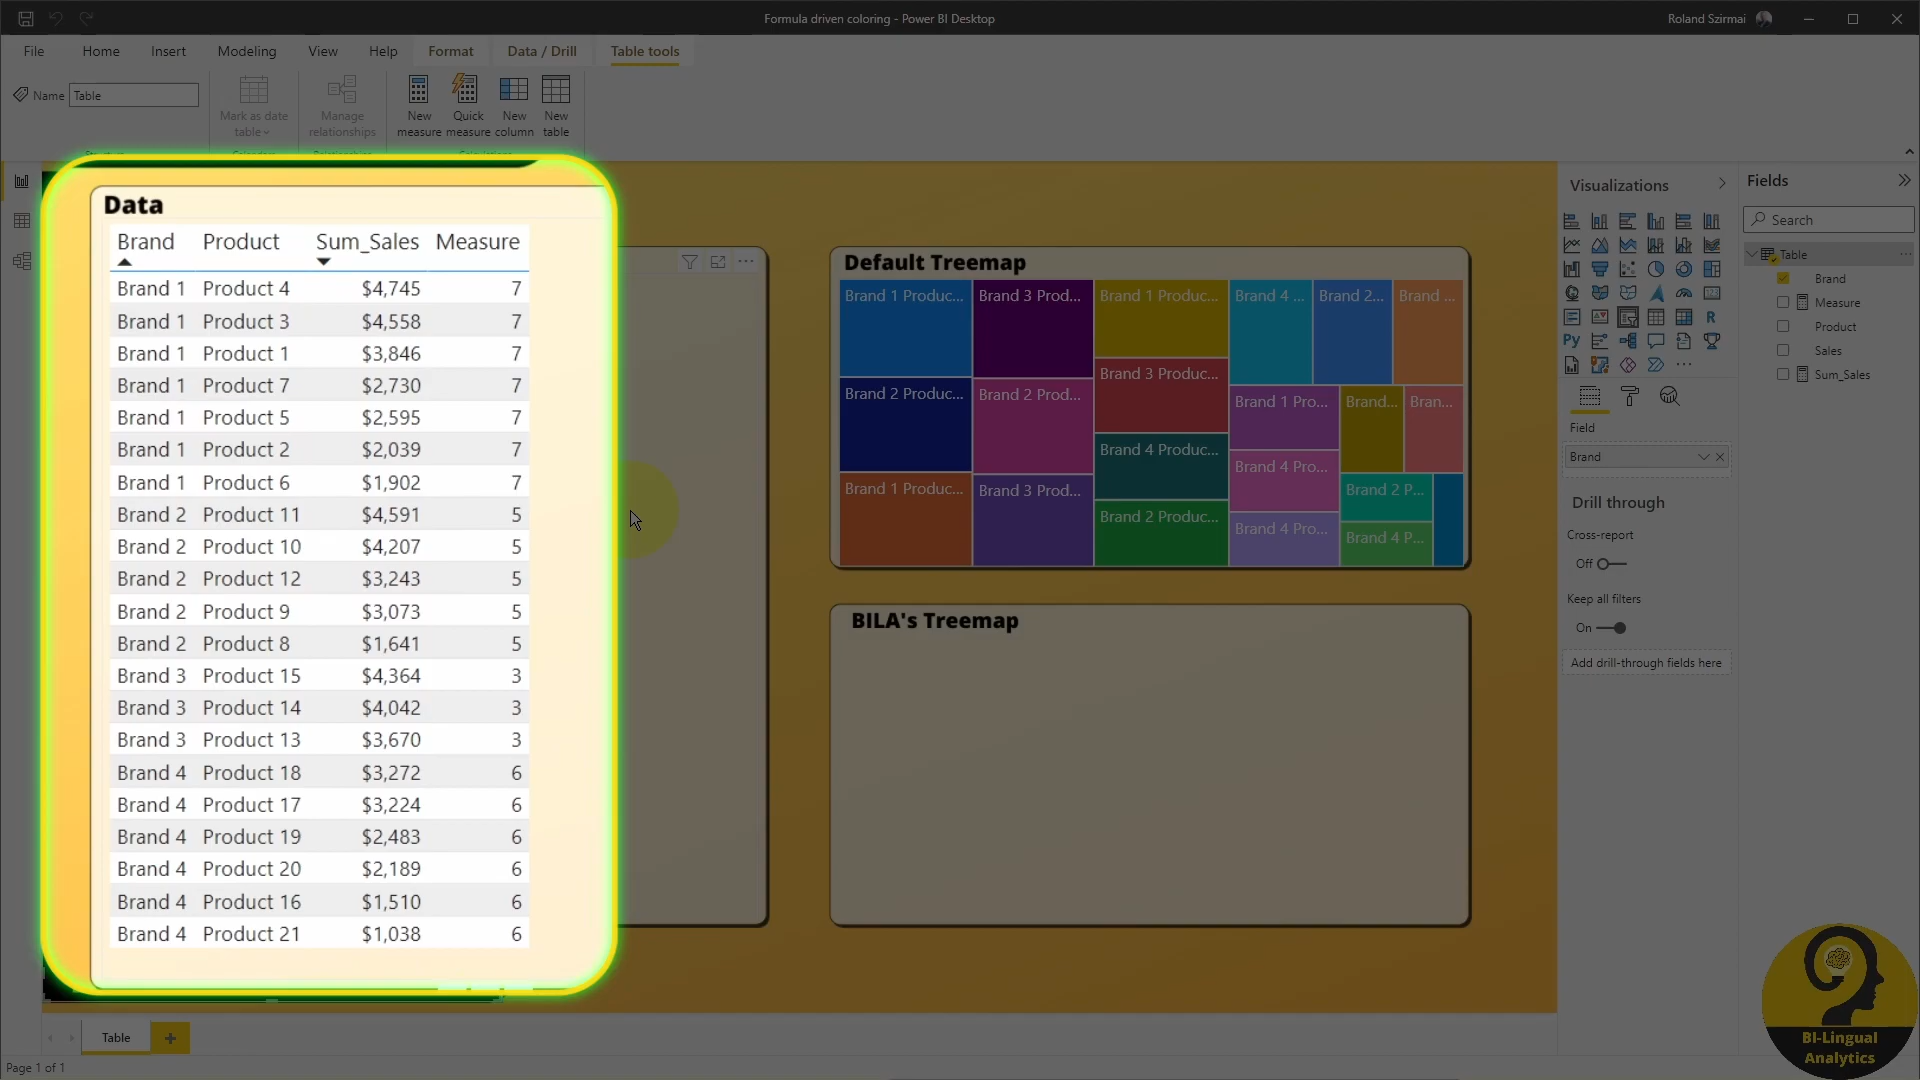 Formula driven coloring - Power BI Desktop
Roland Szirmai
File Home Insert Modeling View Help Format Data / Drill Table tools
Name Table
Mark as date table
Manage relationships
New measure
Quick measure
New column
New table
Data
Brand Product Sum_Sales Measure
Brand 1 Product 4 $4,745 7
Brand 1 Product 3 $4,558 7
Brand 1 Product 1 $3,846 7
Brand 1 Product 7 $2,730 7
Brand 1 Product 5 $2,595 7
Brand 1 Product 2 $2,039 7
Brand 1 Product 6 $1,902 7
Brand 2 Product 11 $4,591 5
Brand 2 Product 10 $4,207 5
Brand 2 Product 12 $3,243 5
Brand 2 Product 9 $3,073 5
Brand 2 Product 8 $1,641 5
Brand 3 Product 15 $4,364 3
Brand 3 Product 14 $4,042 3
Brand 3 Product 13 $3,670 3
Brand 4 Product 18 $3,272 6
Brand 4 Product 17 $3,224 6
Brand 4 Product 19 $2,483 6
Brand 4 Product 20 $2,189 6
Brand 4 Product 16 $1,510 6
Brand 4 Product 21 $1,038 6
Default Treemap
Brand 1 Produc... Brand 3 Prod... Brand 1 Produc... Brand 4 ... Brand 2... Brand ...
Brand 3 Produc...
Brand 2 Produc... Brand 2 Prod... Brand 1 Pro... Brand... Bran...
Brand 4 Produc...
Brand 4 Pro...
Brand 1 Produc... Brand 3 Prod... Brand 2 P...
Brand 2 Produc... Brand 4 Pro... Brand 4 P...
BILA's Treemap
Visualizations
R
Py
Field
Brand
Drill through
Cross-report
Off
Keep all filters
On
Add drill-through fields here
Fields
Search
Table
Brand
Measure
Product
Sales
Sum_Sales
Table
Page 1 of 1
BI-Lingual
Analytics